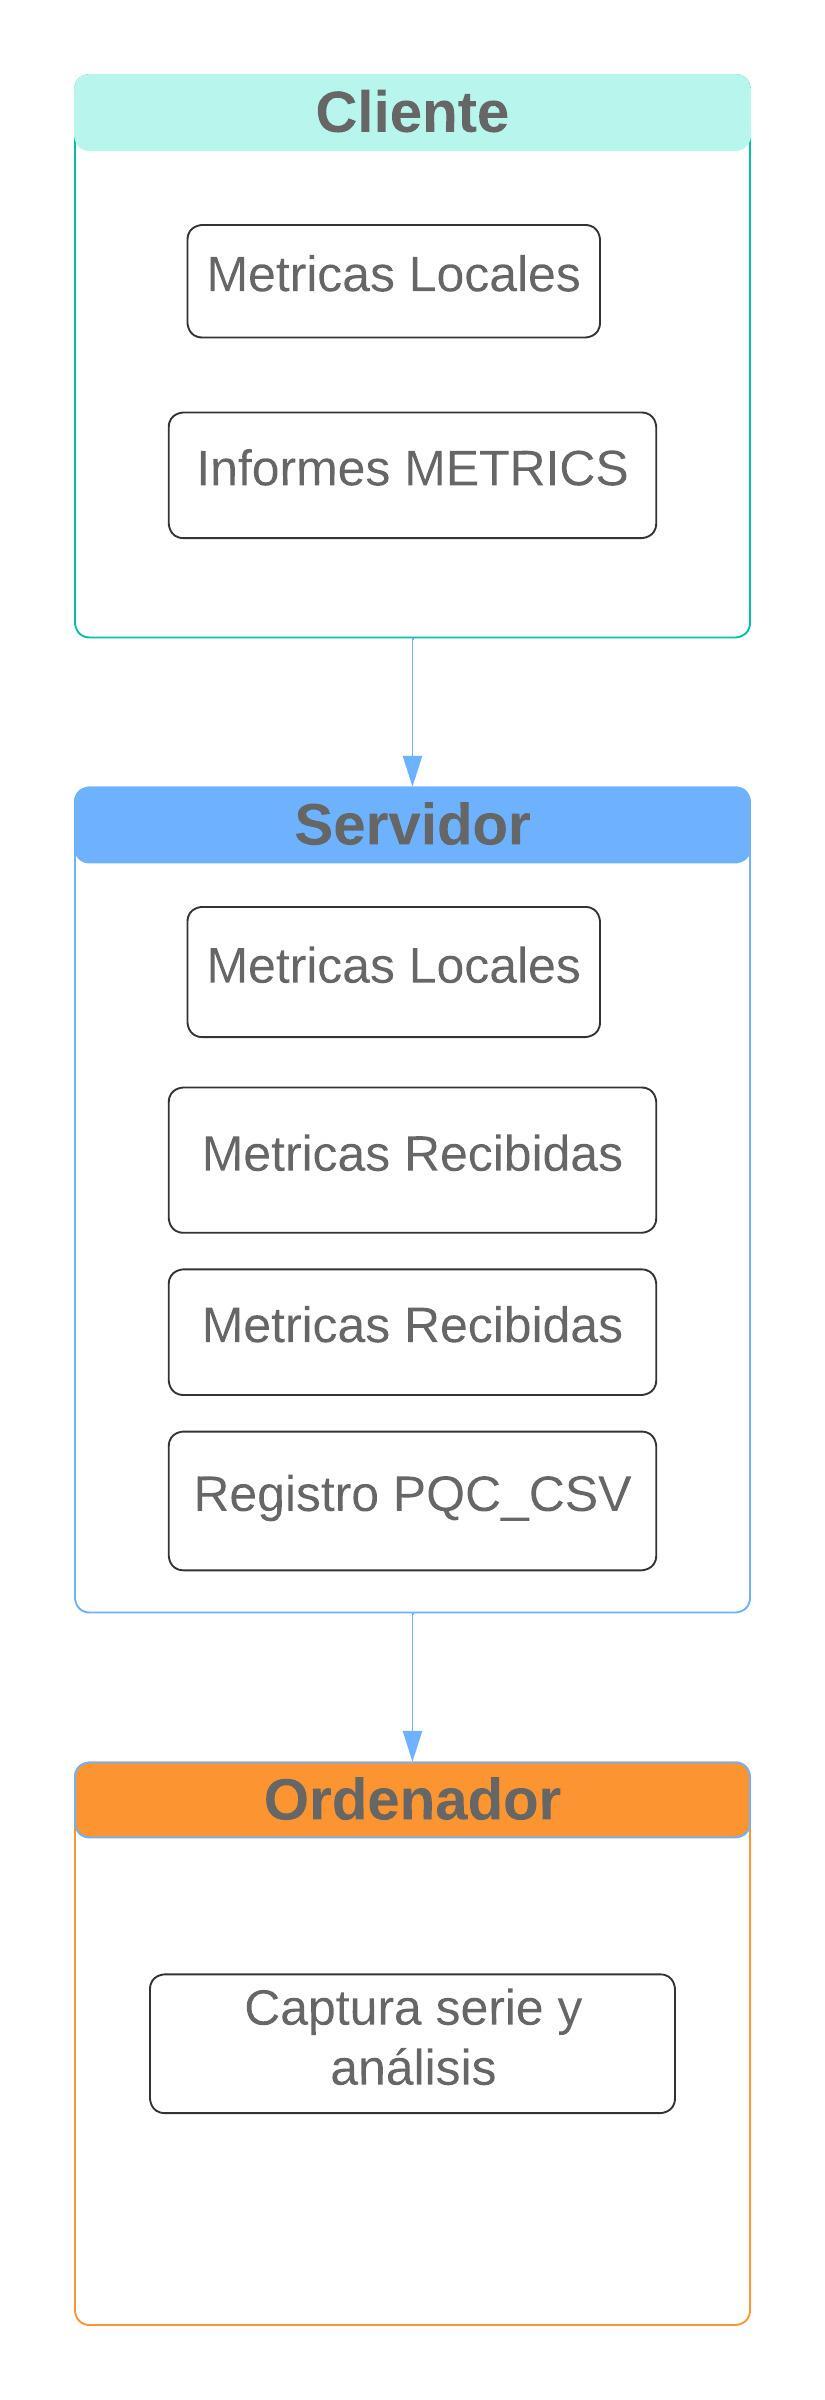 Cliente
Metricas Locales
Informes METRICS
Servidor
Metricas Locales
Metricas Recibidas
Metricas Recibidas
Registro PQC_CSV
Ordenador
Captura serie y
análisis